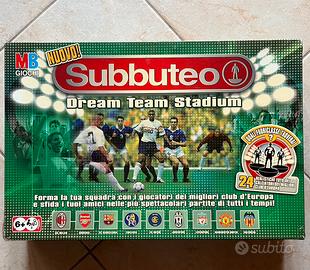 NUOVO!
MB
GIOCHI
Subbuteo
Dream Team Stadium
24
Forma la tua squadra con i giocatori dei migliori club d'Europa
e sfida i tuoi amici nelle più spettacolari partite di tutti i tempi!
6+
subito